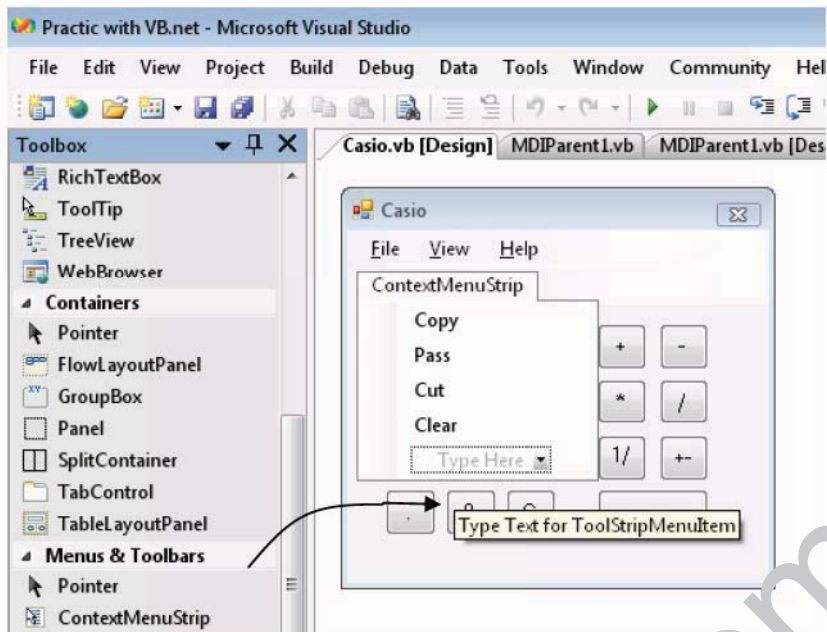 Practic with VB.net - Microsoft Visual Studio
File Edit View Project Build Debug Data Tools Window Community Hel
Toolbox
Casio.vb [Design] MDIParent1.vb MDIParent1.vb [Des
RichTextBox
ToolTip
TreeView
WebBrowser
Containers
Pointer
FlowLayoutPanel
GroupBox
Panel
SplitContainer
TabControl
TableLayoutPanel
Menus & Toolbars
Pointer
ContextMenuStrip
Casio
File View Help
ContextMenuStrip
Copy
Pass
Cut
Clear
Type Here
+ -
* /
1/ +-
.
Type Text for ToolStripMenuItem